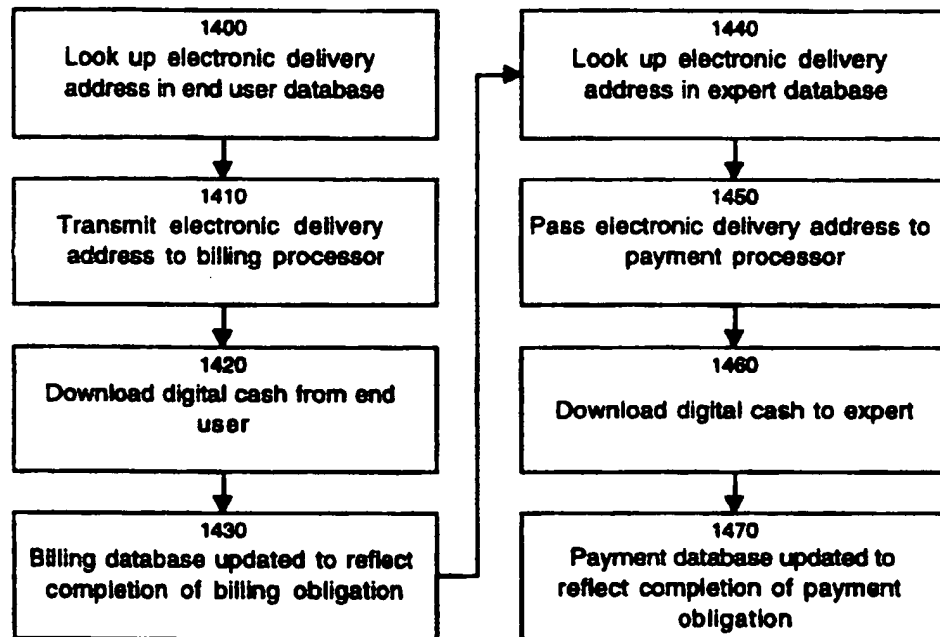 1400
Look up electronic delivery
address in end user database
1410
Transmit electronic delivery
address to billing processor
1420
Download digital cash from end
user
1430
Billing database updated to reflect
completion of billing obligation
1440
Look up electronic delivery
address in expert database
1450
Pass electronic delivery address to
payment processor
1460
Download digital cash to expert
1470
Payment database updated to
reflect completion of payment
obligation